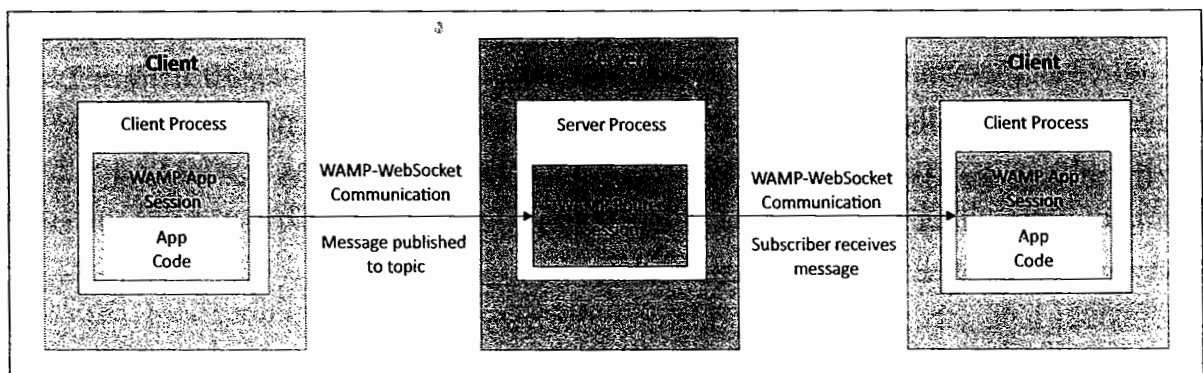 Client
Client Process
WAMP App
Session
App
Code
WAMP-WebSocket
Communication
Message published
to topic
Server Process
WAMP-WebSocket
Communication
Subscriber receives
message
Client
Client Process
WAMP App
Session
App
Code